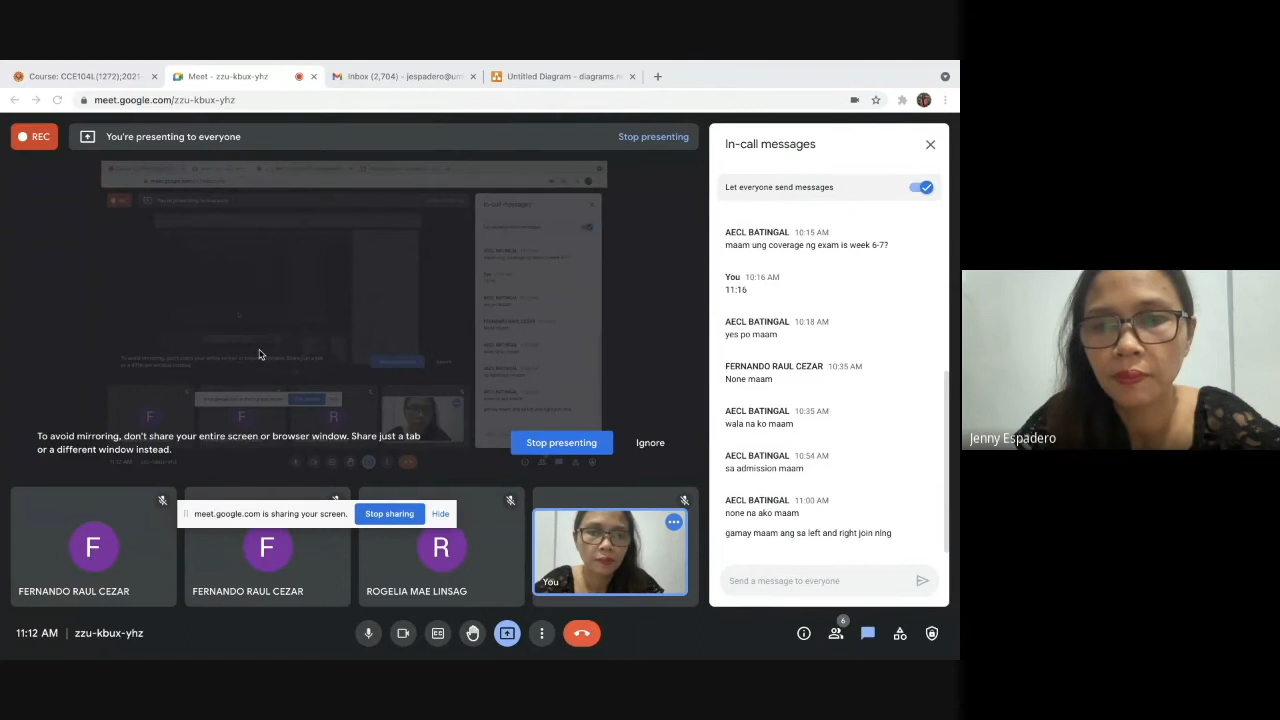 Course: CCE104L(1272);2021-
Meet - zzu-kbux-yhz
Inbox (2,704) - jespadero@um
Untitled Diagram - diagrams.n
meet.google.com/zzu-kbux-yhz
REC
You're presenting to everyone
Stop presenting
To avoid mirroring, don't share your entire screen or browser window. Share just a tab
or a different window instead.
Stop presenting
Ignore
meet.google.com is sharing your screen.
Stop sharing
Hide
F
F
R
FERNANDO RAUL CEZAR
FERNANDO RAUL CEZAR
ROGELIA MAE LINSAG
You
11:12 AM | zzu-kbux-yhz
In-call messages
Let everyone send messages
AECL BATINGAL 10:15 AM
maam ung coverage ng exam is week 6-7?
You 10:16 AM
11:16
AECL BATINGAL 10:18 AM
yes po maam
FERNANDO RAUL CEZAR 10:35 AM
None maam
AECL BATINGAL 10:35 AM
wala na ko maam
AECL BATINGAL 10:54 AM
sa admission maam
AECL BATINGAL 11:00 AM
none na ako maam
gamay maam ang sa left and right join ning
Send a message to everyone
6
Jenny Espadero